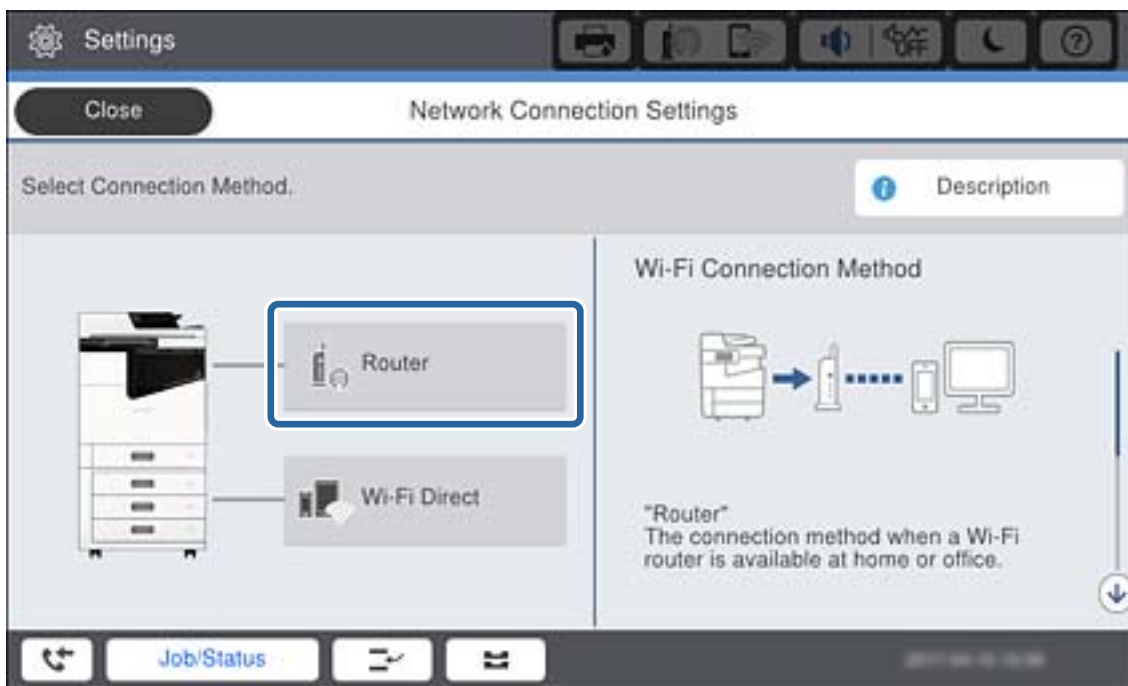 Settings
OFF
?
Close
Network Connection Settings
Select Connection Method.
i Description
Router
Wi-Fi Direct
Wi-Fi Connection Method
"Router"
The connection method when a Wi-Fi
router is available at home or office.
Job/Status